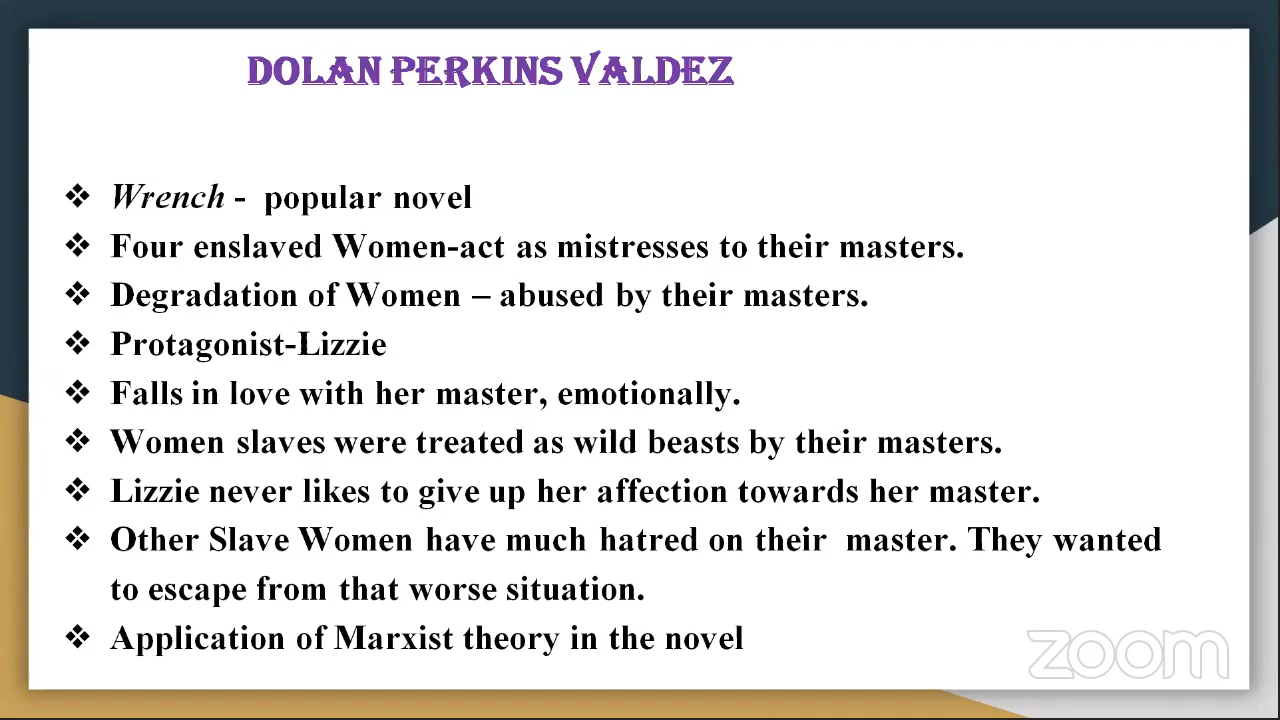 DOLAN PERKINS VALDEZ
❖ Wrench - popular novel
❖ Four enslaved Women-act as mistresses to their masters.
❖ Degradation of Women – abused by their masters.
❖ Protagonist-Lizzie
❖ Falls in love with her master, emotionally.
❖ Women slaves were treated as wild beasts by their masters.
❖ Lizzie never likes to give up her affection towards her master.
❖ Other Slave Women have much hatred on their master. They wanted
to escape from that worse situation.
❖ Application of Marxist theory in the novel
zoom